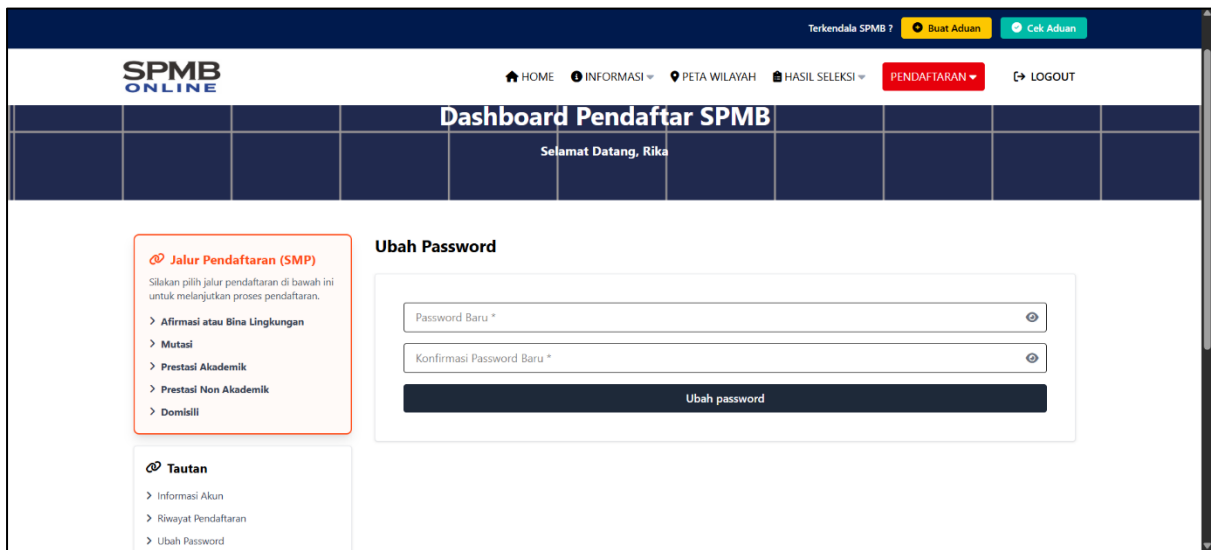 Terkendala SPMB ? Buat Aduan Cek Aduan
SPMB
ONLINE
HOME INFORMASI PETA WILAYAH HASIL SELEKSI PENDAFTARAN LOGOUT
Dashboard Pendaftar SPMB
Selamat Datang, Rika
Jalur Pendaftaran (SMP)
Silakan pilih jalur pendaftaran di bawah ini
untuk melanjutkan proses pendaftaran.
Afirmasi atau Bina Lingkungan
Mutasi
Prestasi Akademik
Prestasi Non Akademik
Domisili
Tautan
Informasi Akun
Riwayat Pendaftaran
Ubah Password
Ubah Password
Password Baru *
Konfirmasi Password Baru *
Ubah password